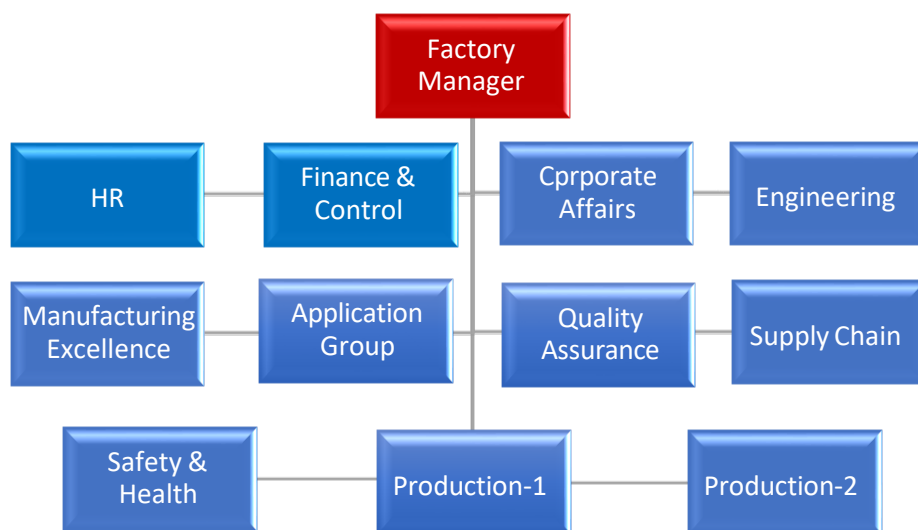 Factory
Manager
HR
Finance &
Control
Cprporate
Affairs
Engineering
Manufacturing
Excellence
Application
Group
Quality
Assurance
Supply Chain
Safety &
Health
Production-1
Production-2